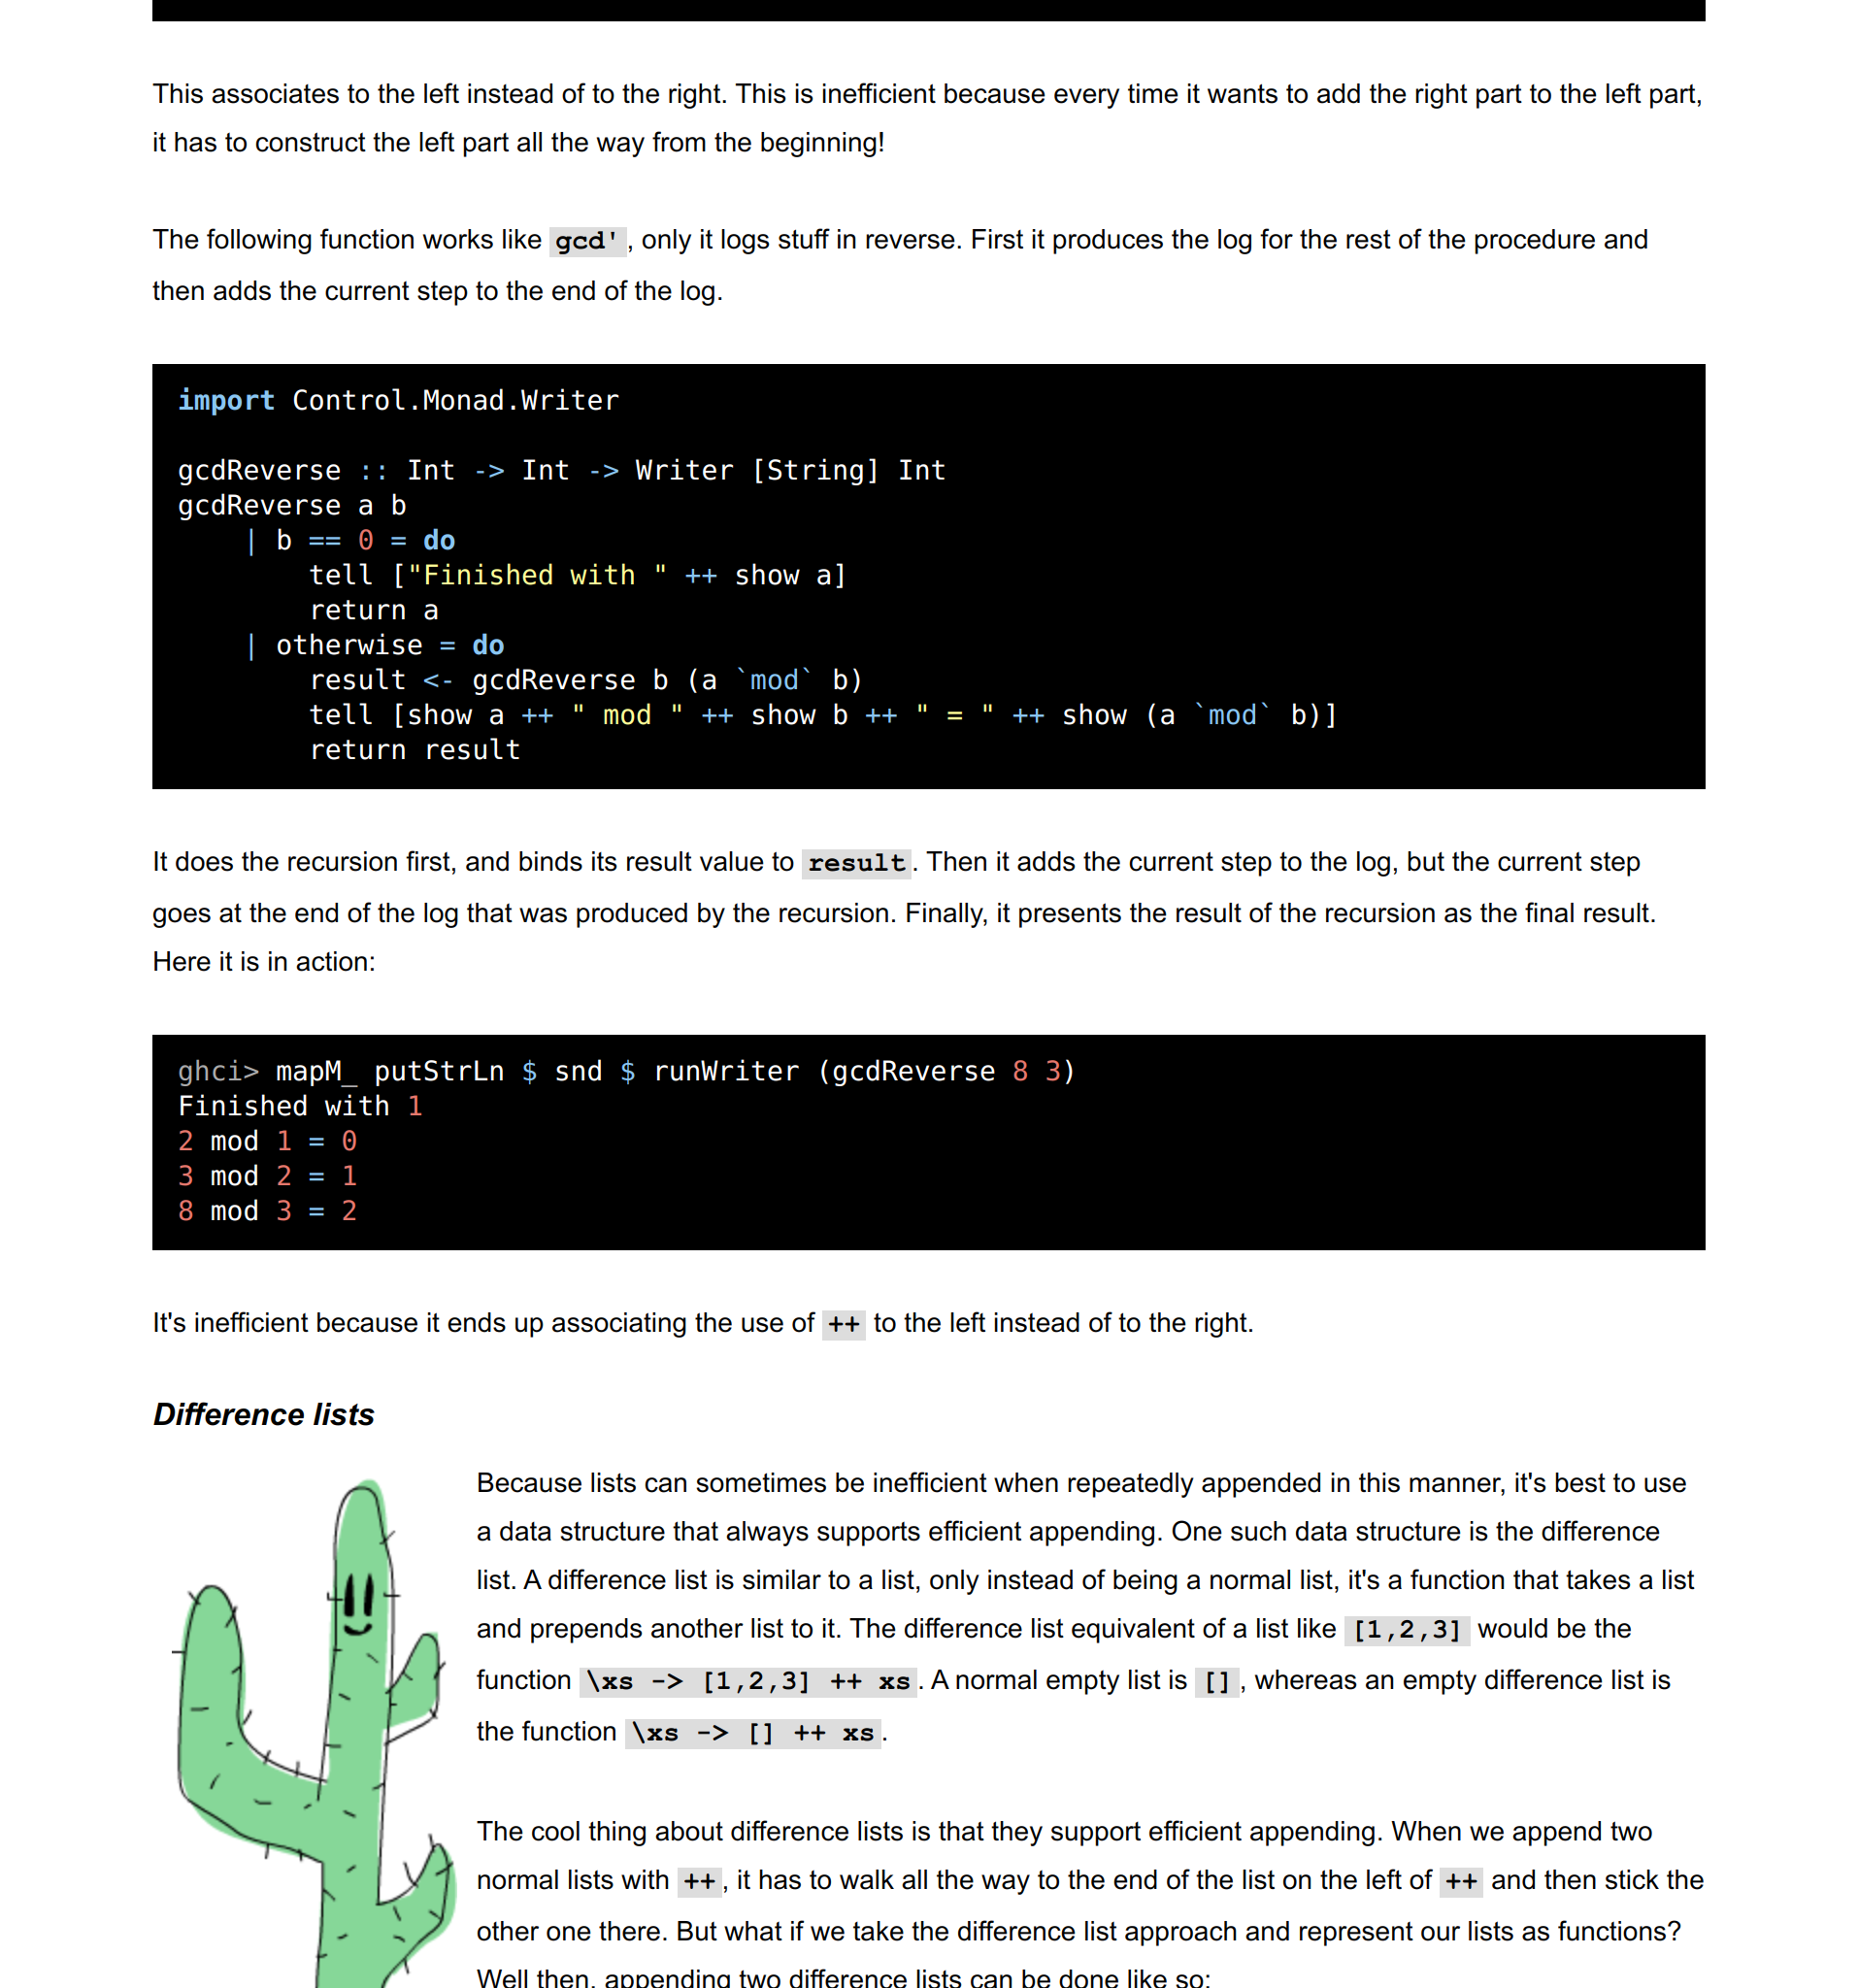 This associates to the left instead of to the right. This is inefficient because every time it wants to add the right part to the left part,
it has to construct the left part all the way from the beginning!
The following function works like gcd', only it logs stuff in reverse. First it produces the log for the rest of the procedure and
then adds the current step to the end of the log.
import Control.Monad.Writer
gcdReverse :: Int -> Int -> Writer [String] Int
gcdReverse a b
    | b == 0 = do
        tell ["Finished with " ++ show a]
        return a
    | otherwise = do
        result <- gcdReverse b (a `mod` b)
        tell [show a ++ " mod " ++ show b ++ " = " ++ show (a `mod` b)]
        return result
It does the recursion first, and binds its result value to result. Then it adds the current step to the log, but the current step
goes at the end of the log that was produced by the recursion. Finally, it presents the result of the recursion as the final result.
Here it is in action:
ghci> mapM_ putStrLn $ snd $ runWriter (gcdReverse 8 3)
Finished with 1
2 mod 1 = 0
3 mod 2 = 1
8 mod 3 = 2
It's inefficient because it ends up associating the use of ++ to the left instead of to the right.
Difference lists
Because lists can sometimes be inefficient when repeatedly appended in this manner, it's best to use
a data structure that always supports efficient appending. One such data structure is the difference
list. A difference list is similar to a list, only instead of being a normal list, it's a function that takes a list
and prepends another list to it. The difference list equivalent of a list like [1,2,3] would be the
function \xs -> [1,2,3] ++ xs. A normal empty list is [], whereas an empty difference list is
the function \xs -> [] ++ xs.
The cool thing about difference lists is that they support efficient appending. When we append two
normal lists with ++, it has to walk all the way to the end of the list on the left of ++ and then stick the
other one there. But what if we take the difference list approach and represent our lists as functions?
Well then, appending two difference lists can be done like so: